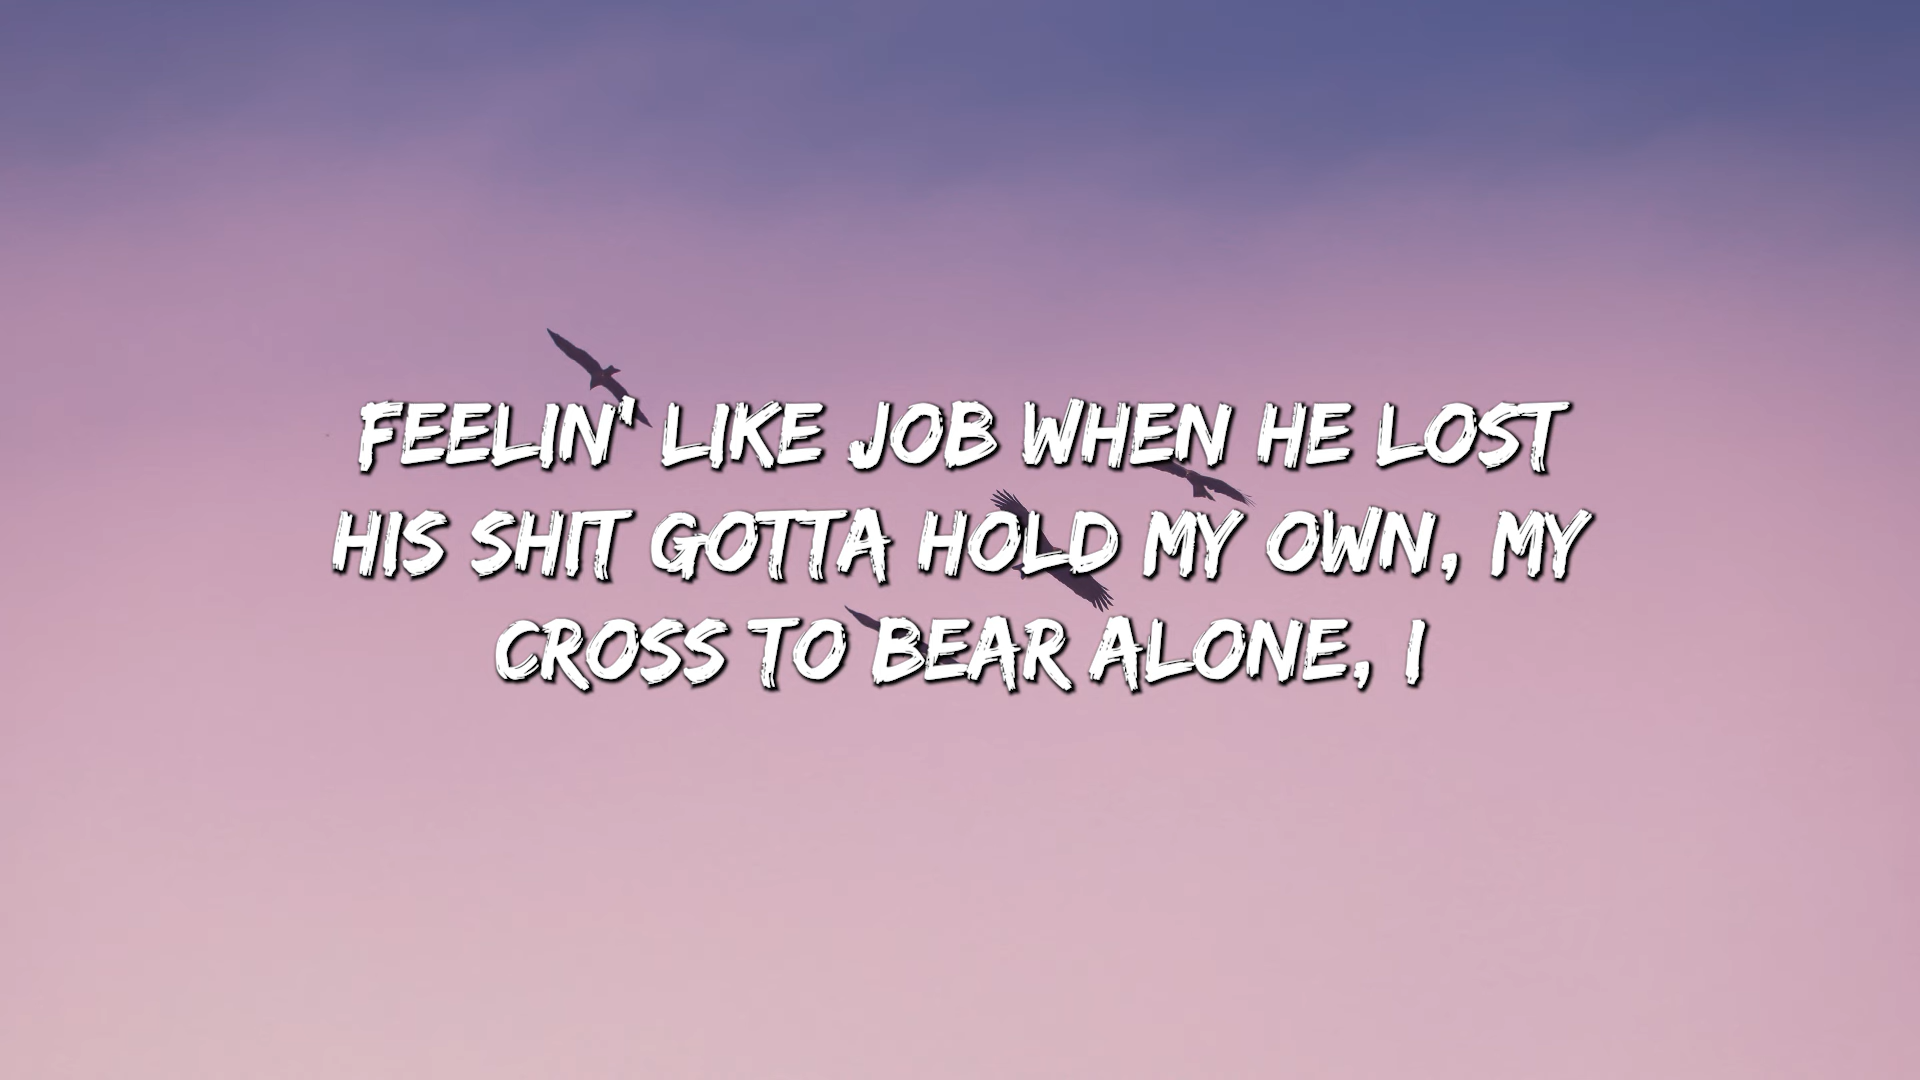 FEELIN' LIKE JOB WHEN HE LOST
HIS SHIT GOTTA HOLD MY OWN, MY
CROSS TO BEAR ALONE, I